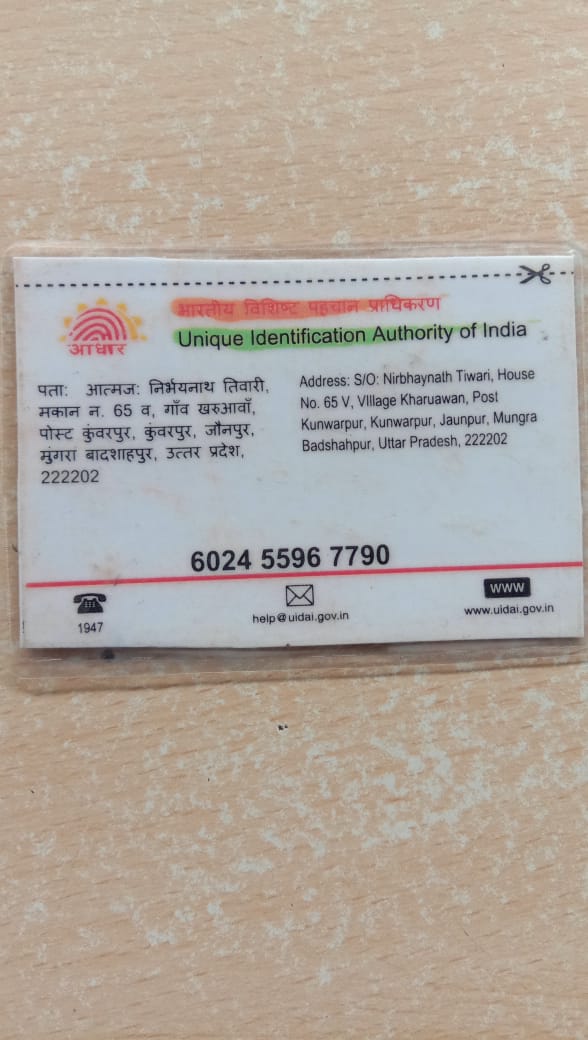 भारतीय विशिष्ट पहचान प्राधिकरण
Unique Identification Authority of India
आधार
पता: आत्मज: निर्भयनाथ तिवारी,
मकान न. 65 व, गाँव खरुआवाँ,
पोस्ट कुंवरपुर, कुंवरपुर, जौनपुर,
मुंगरा बादशाहपुर, उत्तर प्रदेश,
222202
Address: S/O: Nirbhaynath Tiwari, House
No. 65 V, VIllage Kharuawan, Post
Kunwarpur, Kunwarpur, Jaunpur, Mungra
Badshahpur, Uttar Pradesh, 222202
6024 5596 7790
1947
help@uidai.gov.in
WWW
www.uidai.gov.in